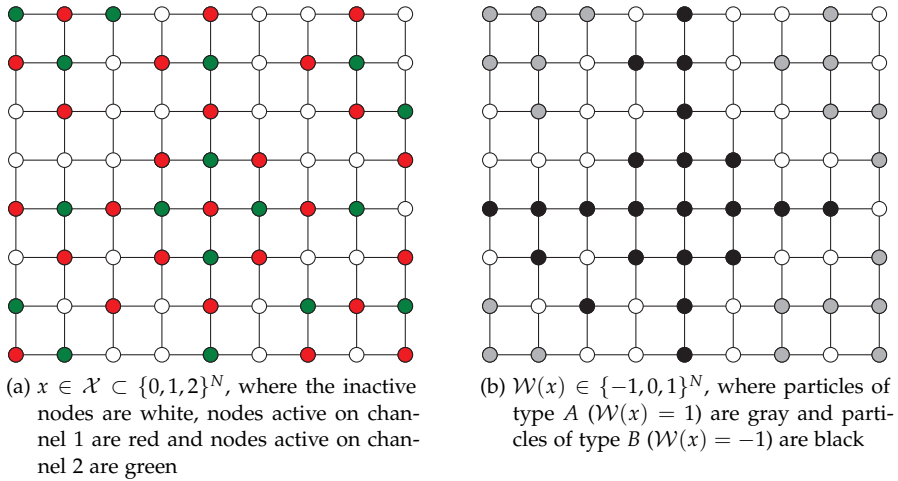 (a) x ∈ 𝒳 ⊂ {0, 1, 2}^N, where the inactive
nodes are white, nodes active on chan-
nel 1 are red and nodes active on chan-
nel 2 are green
(b) 𝒲(x) ∈ {−1, 0, 1}^N, where particles of
type A (𝒲(x) = 1) are gray and parti-
cles of type B (𝒲(x) = −1) are black